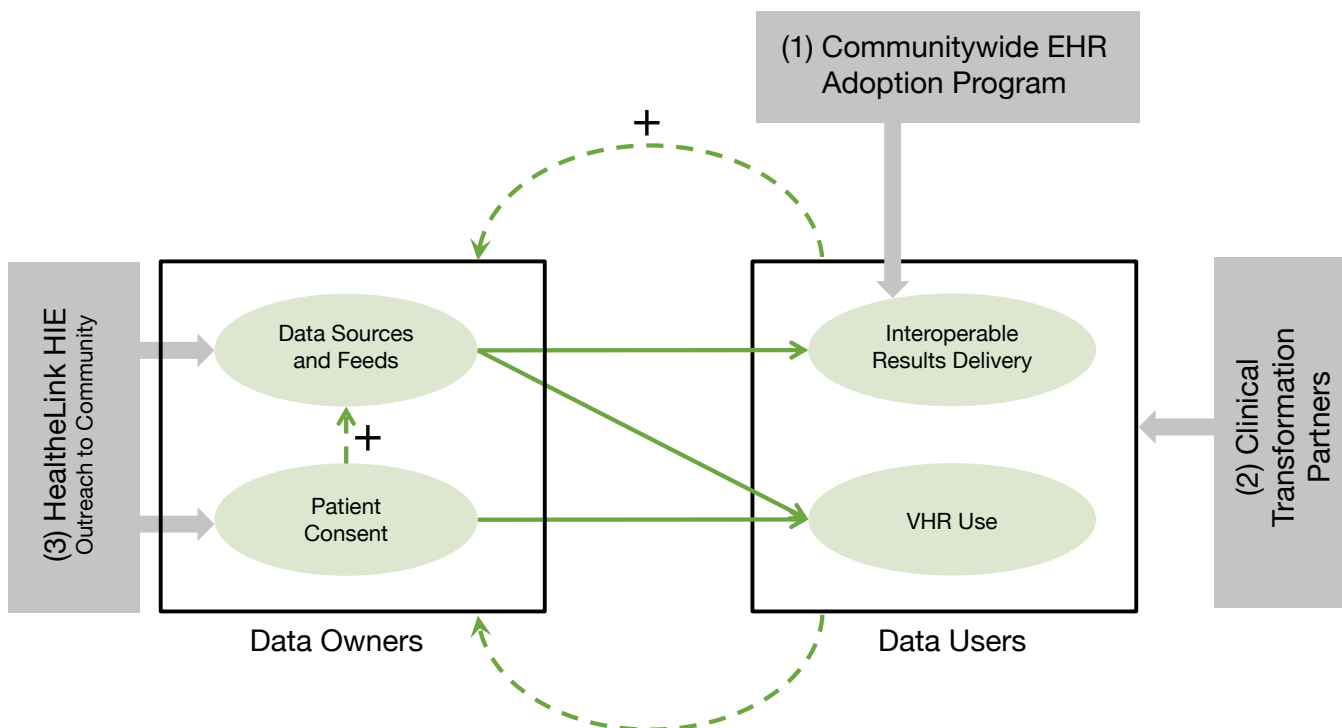 (1) Communitywide EHR
Adoption Program
+
(3) HealtheLink HIE
Outreach to Community
Data Sources
and Feeds
+
Patient
Consent
Data Owners
Interoperable
Results Delivery
VHR Use
Data Users
(2) Clinical
Transformation
Partners